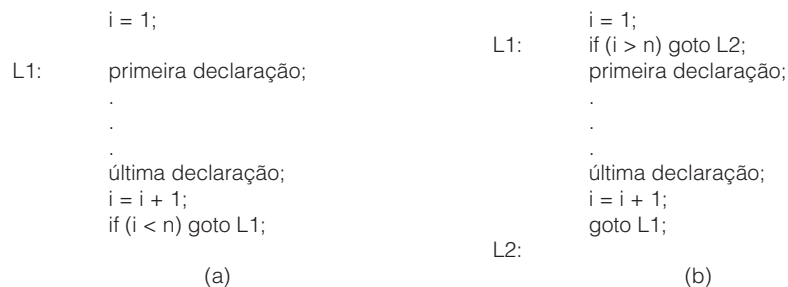 i = 1;
L1: primeira declaração;
.
.
.
última declaração;
i = i + 1;
if (i < n) goto L1;
(a)
i = 1;
L1: if (i > n) goto L2;
primeira declaração;
.
.
.
última declaração;
i = i + 1;
goto L1;
L2:
(b)